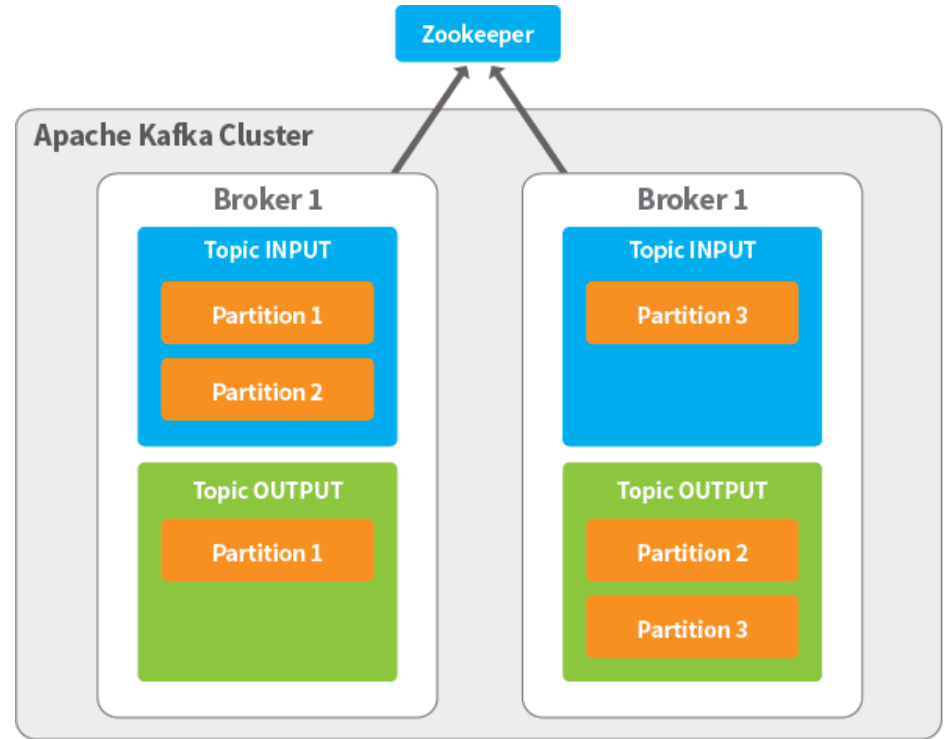 Zookeeper
Apache Kafka Cluster
Broker 1
Topic INPUT
Partition 1
Partition 2
Topic OUTPUT
Partition 1
Broker 1
Topic INPUT
Partition 3
Topic OUTPUT
Partition 2
Partition 3